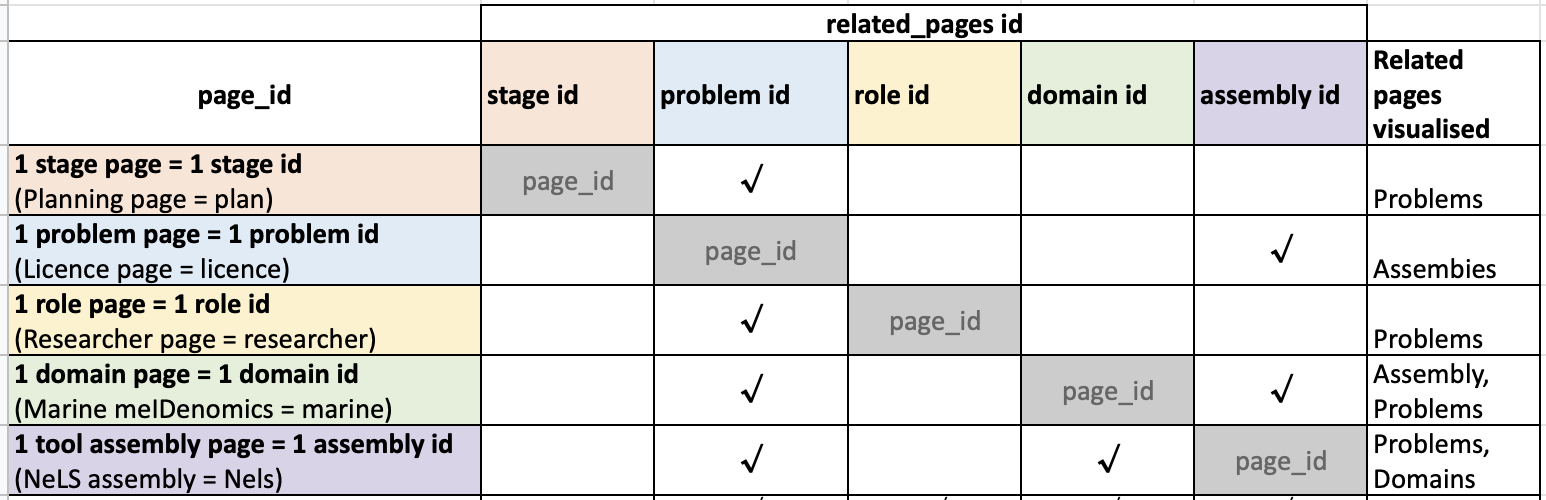 related_pages id
page_id
stage id
problem id
role id
domain id
assembly id
Related
pages
visualised
1 stage page = 1 stage id
(Planning page = plan)
page_id
√
Problems
1 problem page = 1 problem id
(Licence page = licence)
page_id
√
Assembies
1 role page = 1 role id
(Researcher page = researcher)
√
page_id
Problems
1 domain page = 1 domain id
(Marine melDenomics = marine)
√
page_id
√
Assembly,
Problems
1 tool assembly page = 1 assembly id
(NeLS assembly = Nels)
√
√
page_id
Problems,
Domains